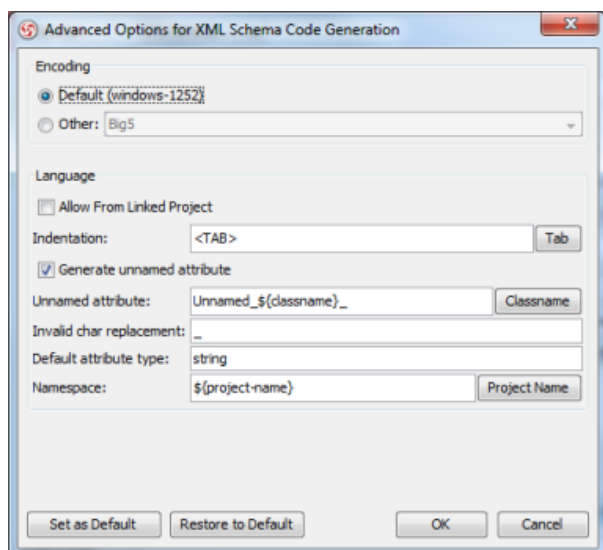 Advanced Options for XML Schema Code Generation
Encoding
Default (windows-1252)
Other: Big5
Language
Allow From Linked Project
Indentation: <TAB> Tab
Generate unnamed attribute
Unnamed attribute: Unnamed_${classname}_ Classname
Invalid char replacement: _
Default attribute type: string
Namespace: ${project-name} Project Name
Set as Default Restore to Default OK Cancel